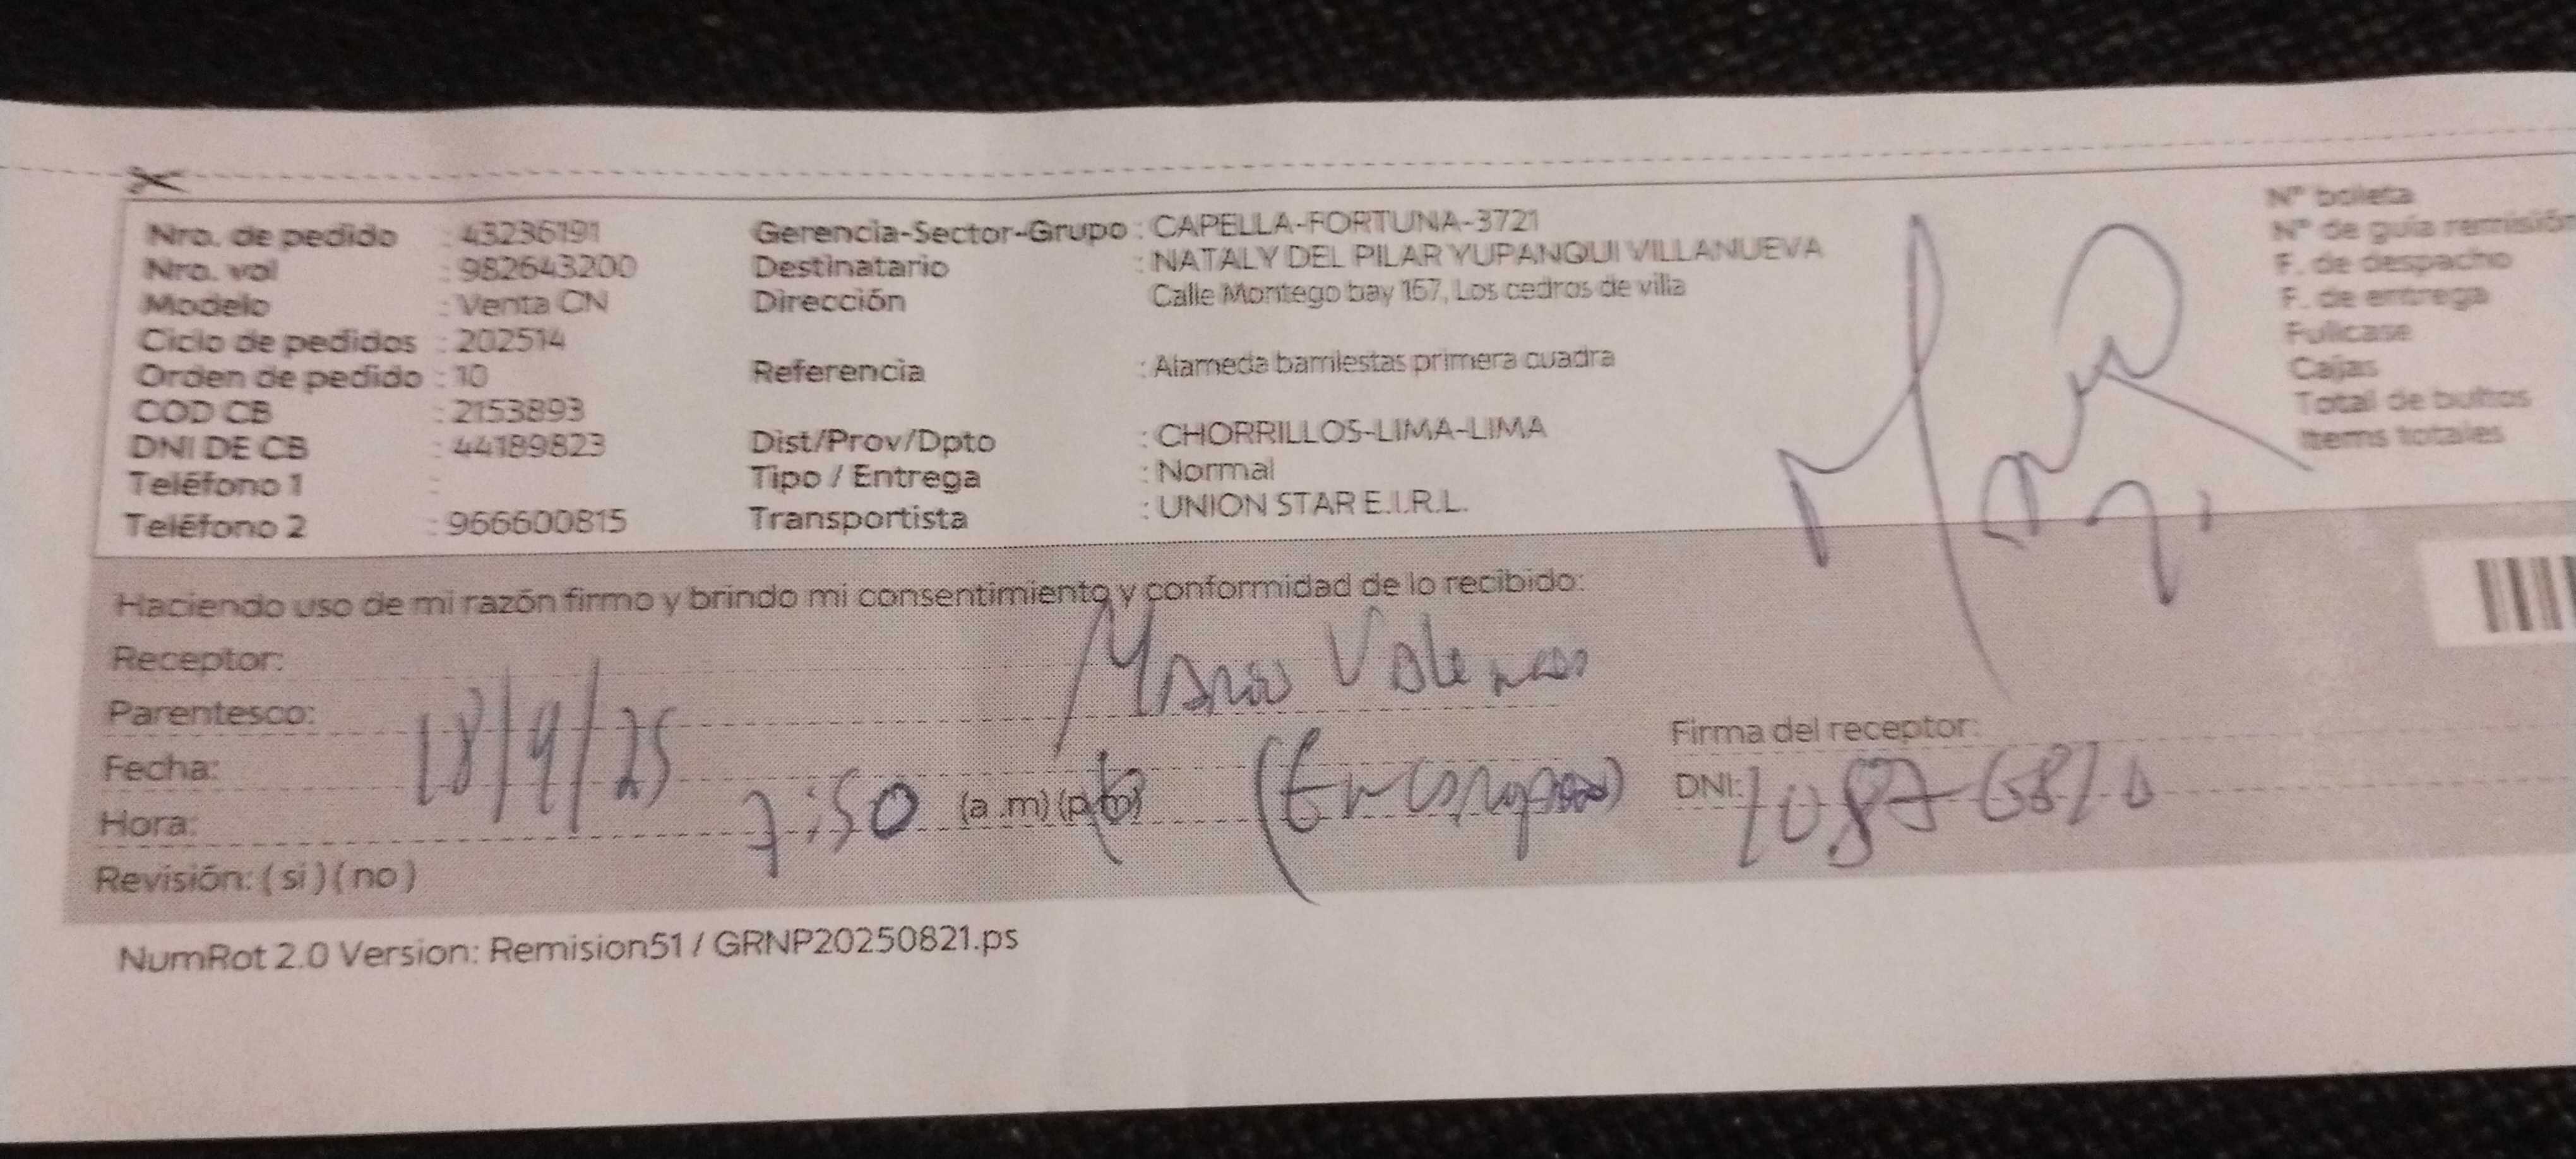 Nro. de pedido : 43236191
Nro. vol : 982643200
Modelo : Venta CN
Ciclo de pedidos : 202514
Orden de pedido : 10
COD CB : 2153893
DNI DE CB : 44189823
Teléfono 1 :
Teléfono 2 : 966600815
Gerencia-Sector-Grupo : CAPELLA-FORTUNA-3721
Destinatario : NATALY DEL PILAR YUPANQUI VILLANUEVA
Dirección Calle Montego bay 167, Los cedros de villa
Referencia : Alameda bamlestas primera cuadra
Dist/Prov/Dpto : CHORRILLOS-LIMA-LIMA
Tipo / Entrega : Normal
Transportista : UNION STAR E.I.R.L.
N° boleta
N° de guía remisión
F. de despacho
F. de entrega
Fullcase
Cajas
Total de bultos
Items totales
Haciendo uso de mi razón firmo y brindo mi consentimiento y conformidad de lo recibido:
Receptor: Mario
Parentesco:
Fecha: 18/9/25
Hora: 7:50 (a.m) (p.m)
Revisión: ( si ) ( no )
Firma del receptor:
DNI:
NumRot 2.0 Version: Remision51 / GRNP20250821.ps